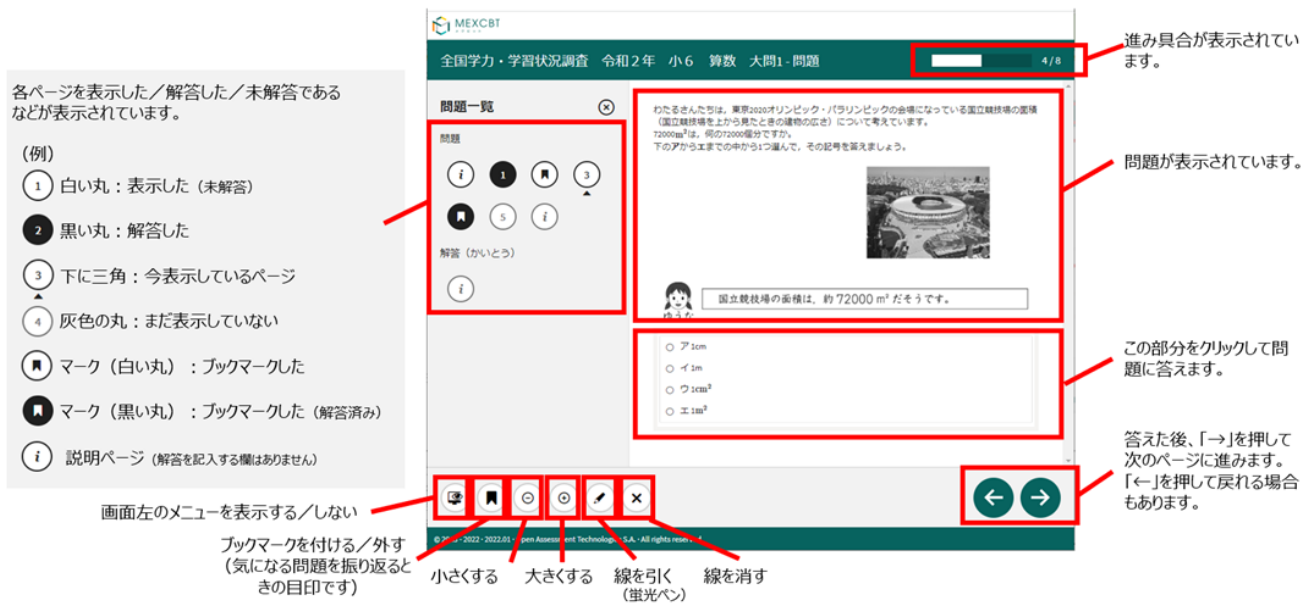 各ページを表示した／解答した／未解答である
などが表示されています。
（例）
1 白い丸：表示した（未解答）
2 黒い丸：解答した
3 下に三角：今表示しているページ
4 灰色の丸：まだ表示していない
マーク（白い丸）：ブックマークした
マーク（黒い丸）：ブックマークした（解答済み）
i 説明ページ（解答を記入する欄はありません）
MEXCBT
全国学力・学習状況調査 令和２年 小６ 算数 大問1-問題
4/8
問題一覧
問題
i 1 3
5 i
解答（かいとう）
i
わたるさんたちは，東京2020オリンピック・パラリンピックの会場になっている国立競技場の面積
（国立競技場を上から見たときの建物の広さ）について考えています。
72000m²は，何の72000個分ですか。
下のアからエまでの中から1つ選んで，その記号を答えましょう。
国立競技場の面積は，約72000 m²だそうです。
ゆうな
ア 1cm
イ 1m
ウ 1cm²
エ 1m²
進み具合が表示されてい
ます。
問題が表示されています。
この部分をクリックして問
題に答えます。
答えた後、「→」を押して
次のページに進みます。
「←」を押して戻れる場合
もあります。
画面左のメニューを表示する／しない
ブックマークを付ける／外す
（気になる問題を振り返ると
きの目印です）
小さくする
大きくする
線を引く
（蛍光ペン）
線を消す
2022 - 2022.01 - Open Assessment Technologies S.A. - All rights reserved